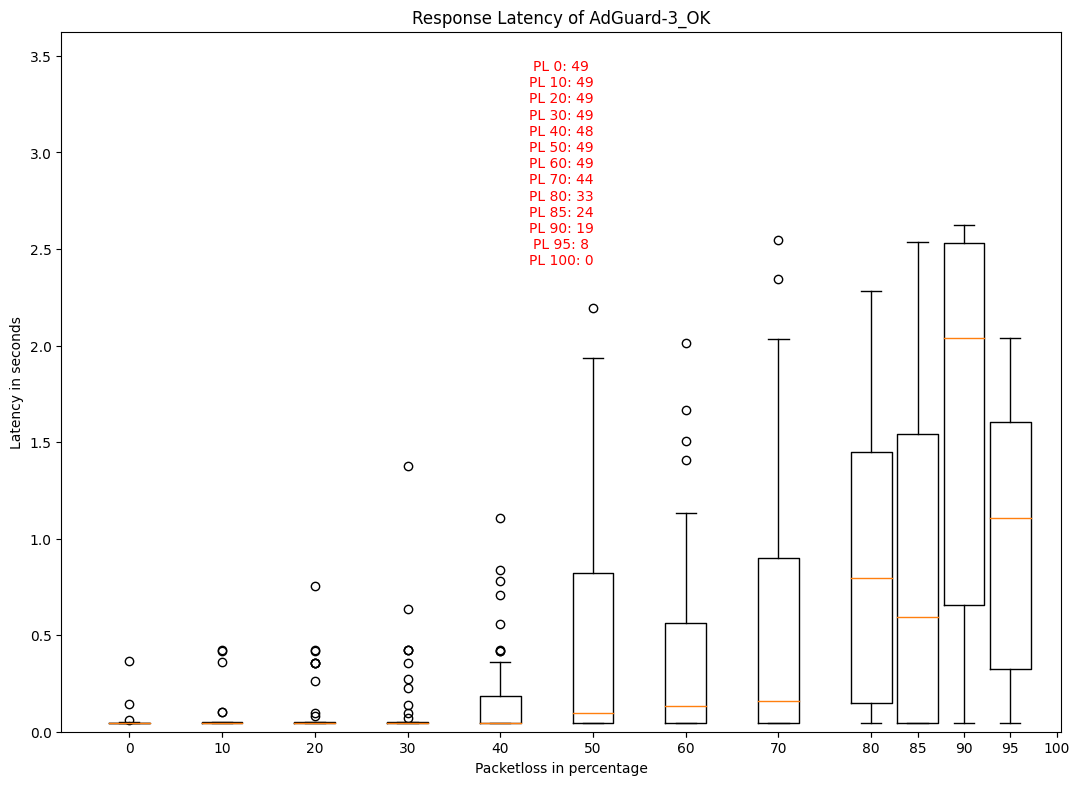 Response Latency of AdGuard-3_OK
3.5
3.0
2.5
2.0
1.5
1.0
0.5
0.0
Latency in seconds
PL 0: 49
PL 10: 49
PL 20: 49
PL 30: 49
PL 40: 48
PL 50: 49
PL 60: 49
PL 70: 44
PL 80: 33
PL 85: 24
PL 90: 19
PL 95: 8
PL 100: 0
0 10 20 30 40 50 60 70 80 85 90 95 100
Packetloss in percentage